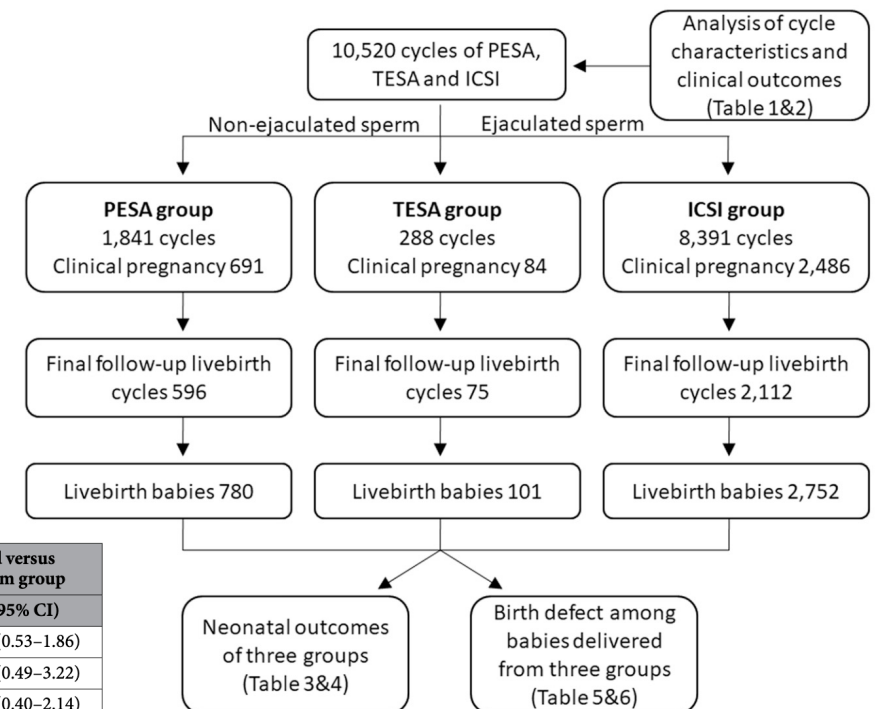 10,520 cycles of PESA,
TESA and ICSI
Analysis of cycle
characteristics and
clinical outcomes
(Table 1&2)
Non-ejaculated sperm
Ejaculated sperm
PESA group
1,841 cycles
Clinical pregnancy 691
TESA group
288 cycles
Clinical pregnancy 84
ICSI group
8,391 cycles
Clinical pregnancy 2,486
Final follow-up livebirth
cycles 596
Final follow-up livebirth
cycles 75
Final follow-up livebirth
cycles 2,112
Livebirth babies 780
Livebirth babies 101
Livebirth babies 2,752
Neonatal outcomes
of three groups
(Table 3&4)
Birth defect among
babies delivered
from three groups
(Table 5&6)
versus
group
95% CI)
(0.53–1.86)
(0.49–3.22)
(0.40–2.14)